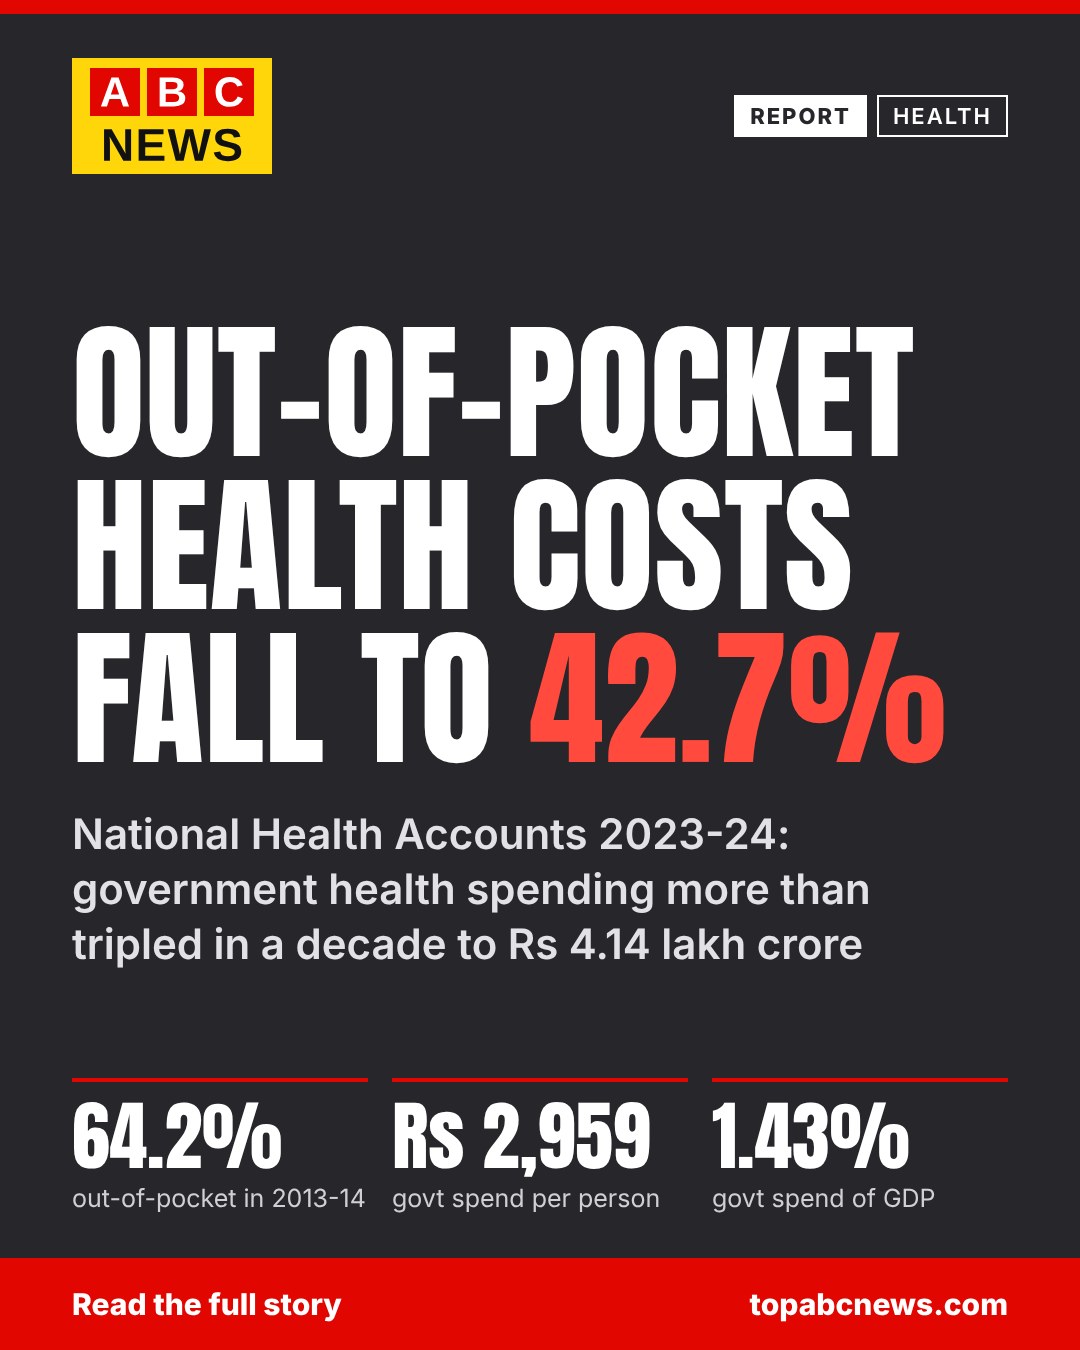 ABC
NEWS
REPORT
HEALTH
OUT-OF-POCKET
HEALTH COSTS
FALL TO 42.7%
National Health Accounts 2023-24:
government health spending more than
tripled in a decade to Rs 4.14 lakh crore
64.2%
out-of-pocket in 2013-14
Rs 2,959
govt spend per person
1.43%
govt spend of GDP
Read the full story
topabcnews.com